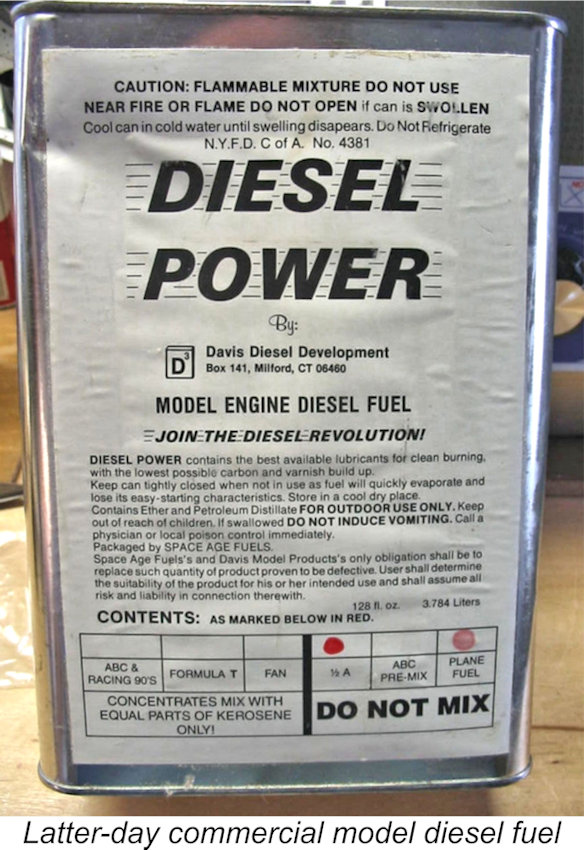 CAUTION: FLAMMABLE MIXTURE DO NOT USE
NEAR FIRE OR FLAME DO NOT OPEN if can is SWOLLEN
Cool can in cold water until swelling disapears. Do Not Refrigerate
N.Y.F.D. C of A. No. 4381
DIESEL
POWER
By:
D3
Davis Diesel Development
Box 141, Milford, CT 06460
MODEL ENGINE DIESEL FUEL
JOIN THE DIESEL REVOLUTION!
DIESEL POWER contains the best available lubricants for clean burning,
with the lowest possible carbon and varnish build up.
Keep can tightly closed when not in use as fuel will quickly evaporate and
lose its easy-starting characteristics. Store in a cool dry place.
Contains Ether and Petroleum Distillate FOR OUTDOOR USE ONLY. Keep
out of reach of children. If swallowed DO NOT INDUCE VOMITING. Call a
physician or local poison control immediately.
Packaged by SPACE AGE FUELS.
Space Age Fuels's and Davis Model Products's only obligation shall be to
replace such quantity of product proven to be defective. User shall determine
the suitability of the product for his or her intended use and shall assume all
risk and liability in connection therewith.
128 fl. oz. 3.784 Liters
CONTENTS: AS MARKED BELOW IN RED.
ABC & RACING 90'S
FORMULA T
FAN
½ A
ABC PRE-MIX
PLANE FUEL
CONCENTRATES MIX WITH
EQUAL PARTS OF KEROSENE
ONLY!
DO NOT MIX
Latter-day commercial model diesel fuel